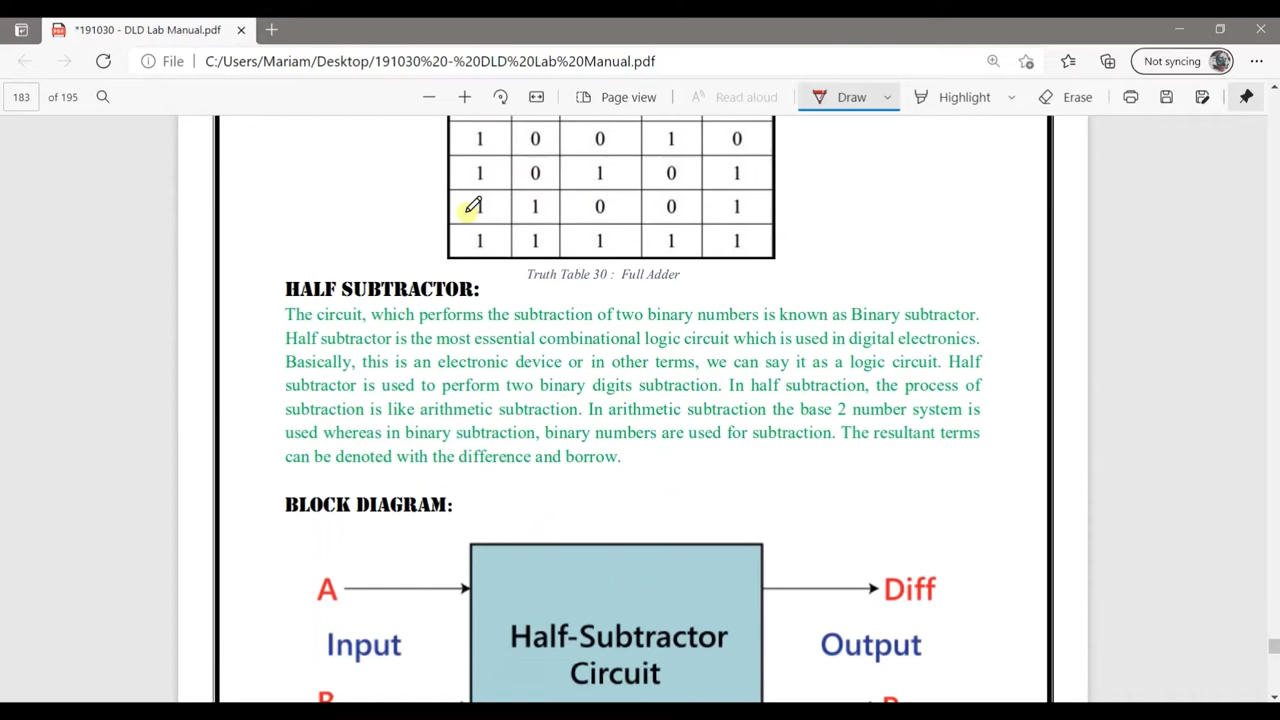 *191030 - DLD Lab Manual.pdf
File C:/Users/Mariam/Desktop/191030%20-%20DLD%20Lab%20Manual.pdf Not syncing
183 of 195 Page view Read aloud Draw Highlight Erase
1 0 0 1 0
1 0 1 0 1
1 1 0 0 1
1 1 1 1 1
Truth Table 30 : Full Adder
HALF SUBTRACTOR:
The circuit, which performs the subtraction of two binary numbers is known as Binary subtractor.
Half subtractor is the most essential combinational logic circuit which is used in digital electronics.
Basically, this is an electronic device or in other terms, we can say it as a logic circuit. Half
subtractor is used to perform two binary digits subtraction. In half subtraction, the process of
subtraction is like arithmetic subtraction. In arithmetic subtraction the base 2 number system is
used whereas in binary subtraction, binary numbers are used for subtraction. The resultant terms
can be denoted with the difference and borrow.
BLOCK DIAGRAM:
A Diff
Half-Subtractor
Input Output
Circuit